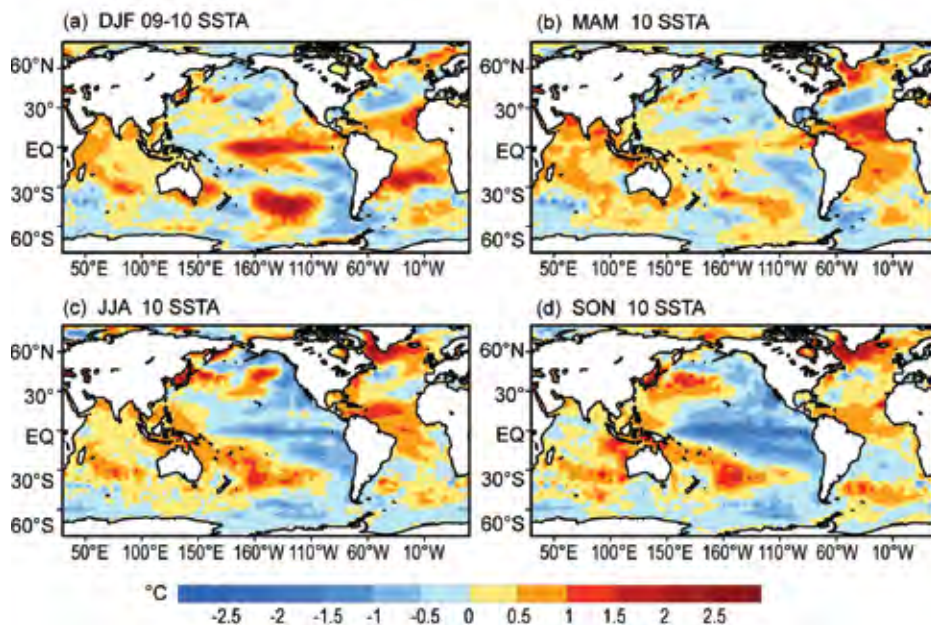 (a) DJF 09-10 SSTA
(b) MAM 10 SSTA
60°N
30°
EQ
30°S
60°S
50°E 100°E 150°E 160°W 110°W 60°W 10°W
60°N
30°
EQ
30°S
60°S
50°E 100°E 150°E 160°W 110°W 60°W 10°W
(c) JJA 10 SSTA
(d) SON 10 SSTA
60°N
30°
EQ
30°S
60°S
50°E 100°E 150°E 160°W 110°W 60°W 10°W
60°N
30°
EQ
30°S
60°S
50°E 100°E 150°E 160°W 110°W 60°W 10°W
°C
-2.5 -2 -1.5 -1 -0.5 0 0.5 1 1.5 2 2.5